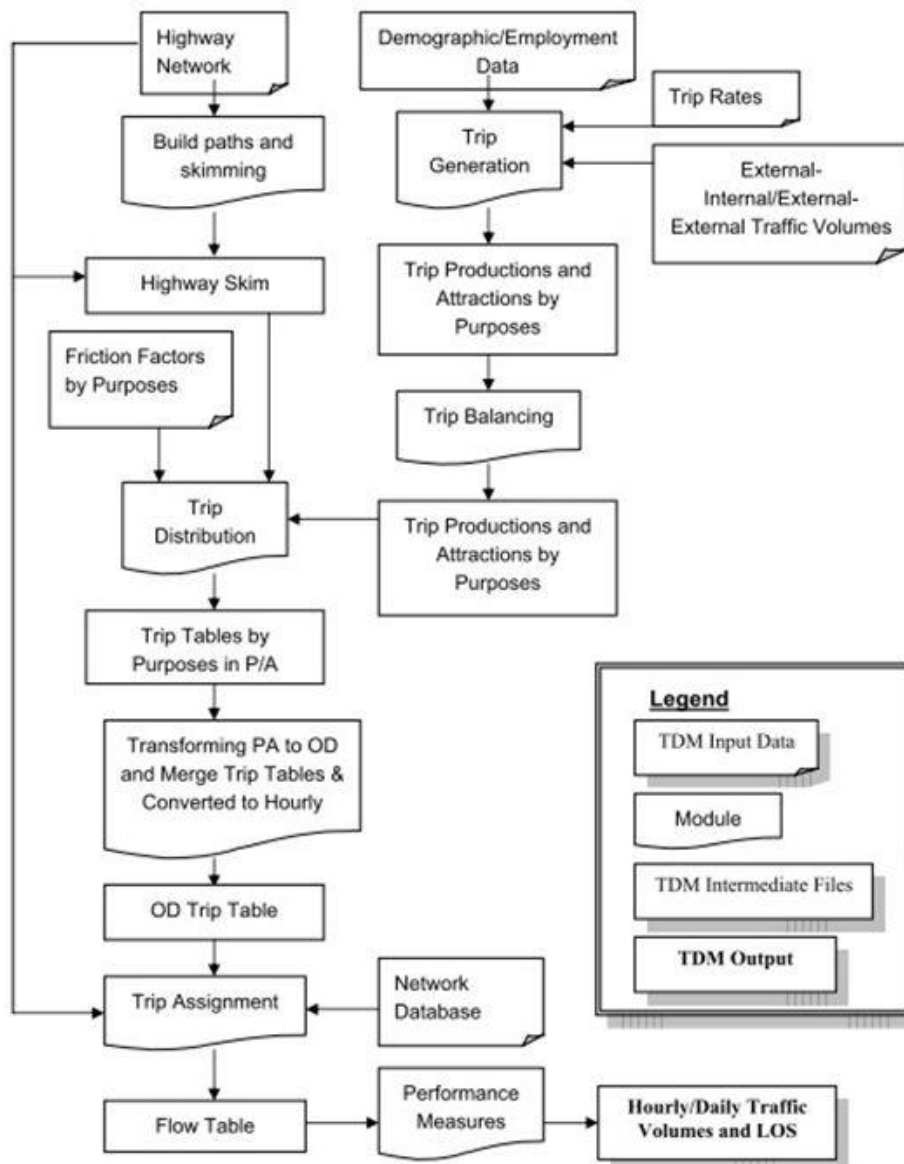 Highway
Network
Demographic/Employment
Data
Trip Rates
Build paths and
skimming
Trip
Generation
External-
Internal/External-
External Traffic Volumes
Highway Skim
Trip Productions and
Attractions by
Purposes
Friction Factors
by Purposes
Trip Balancing
Trip
Distribution
Trip Productions and
Attractions by
Purposes
Trip Tables by
Purposes in P/A
Transforming PA to OD
and Merge Trip Tables &
Converted to Hourly
OD Trip Table
Trip Assignment
Network
Database
Flow Table
Performance
Measures
Hourly/Daily Traffic
Volumes and LOS
Legend
TDM Input Data
Module
TDM Intermediate Files
TDM Output